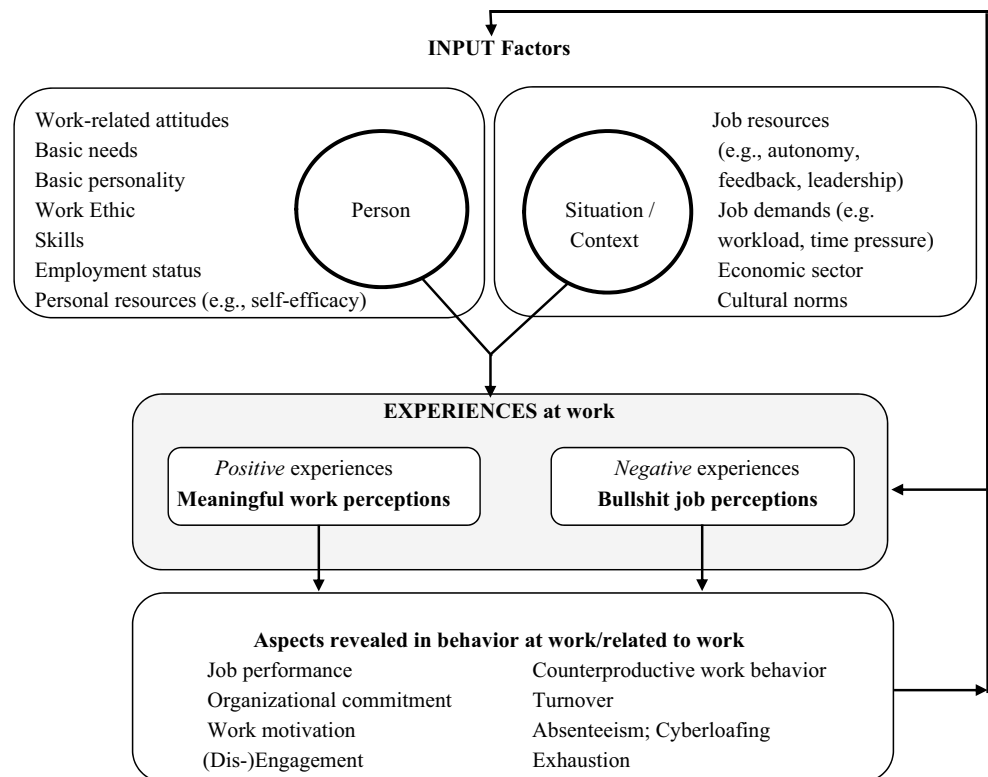 INPUT Factors
Work-related attitudes
Basic needs
Basic personality
Work Ethic
Skills
Employment status
Personal resources (e.g., self-efficacy)
Person
Situation /
Context
Job resources
(e.g., autonomy,
feedback, leadership)
Job demands (e.g.
workload, time pressure)
Economic sector
Cultural norms
EXPERIENCES at work
Positive experiences
Meaningful work perceptions
Negative experiences
Bullshit job perceptions
Aspects revealed in behavior at work/related to work
Job performance
Organizational commitment
Work motivation
(Dis-)Engagement
Counterproductive work behavior
Turnover
Absenteeism; Cyberloafing
Exhaustion